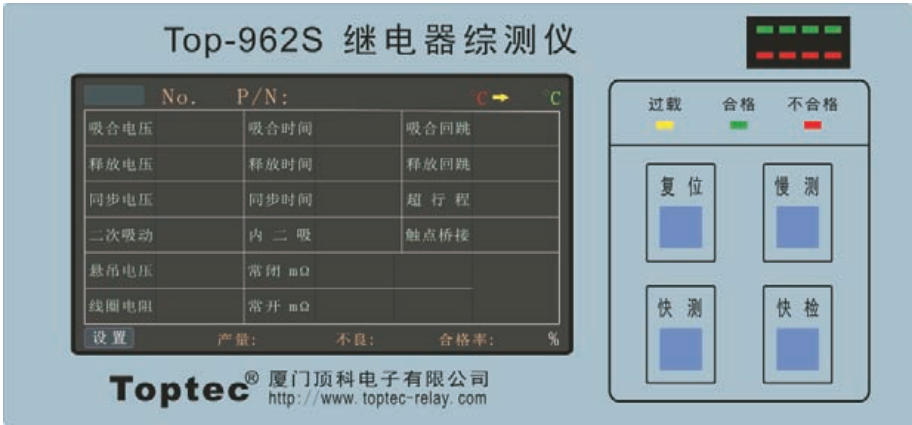 Top-962S 继电器综测仪
No. P/N: °C ➡ °C
吸合电压 吸合时间 吸合回跳
释放电压 释放时间 释放回跳
同步电压 同步时间 超行程
二次吸动 内二吸 触点桥接
悬吊电压 常闭 mΩ
线圈电阻 常开 mΩ
设置 产量: 不良: 合格率: %
过载 合格 不合格
复位 慢测
快测 快检
Toptec® 厦门顶科电子有限公司
http://www.toptec-relay.com